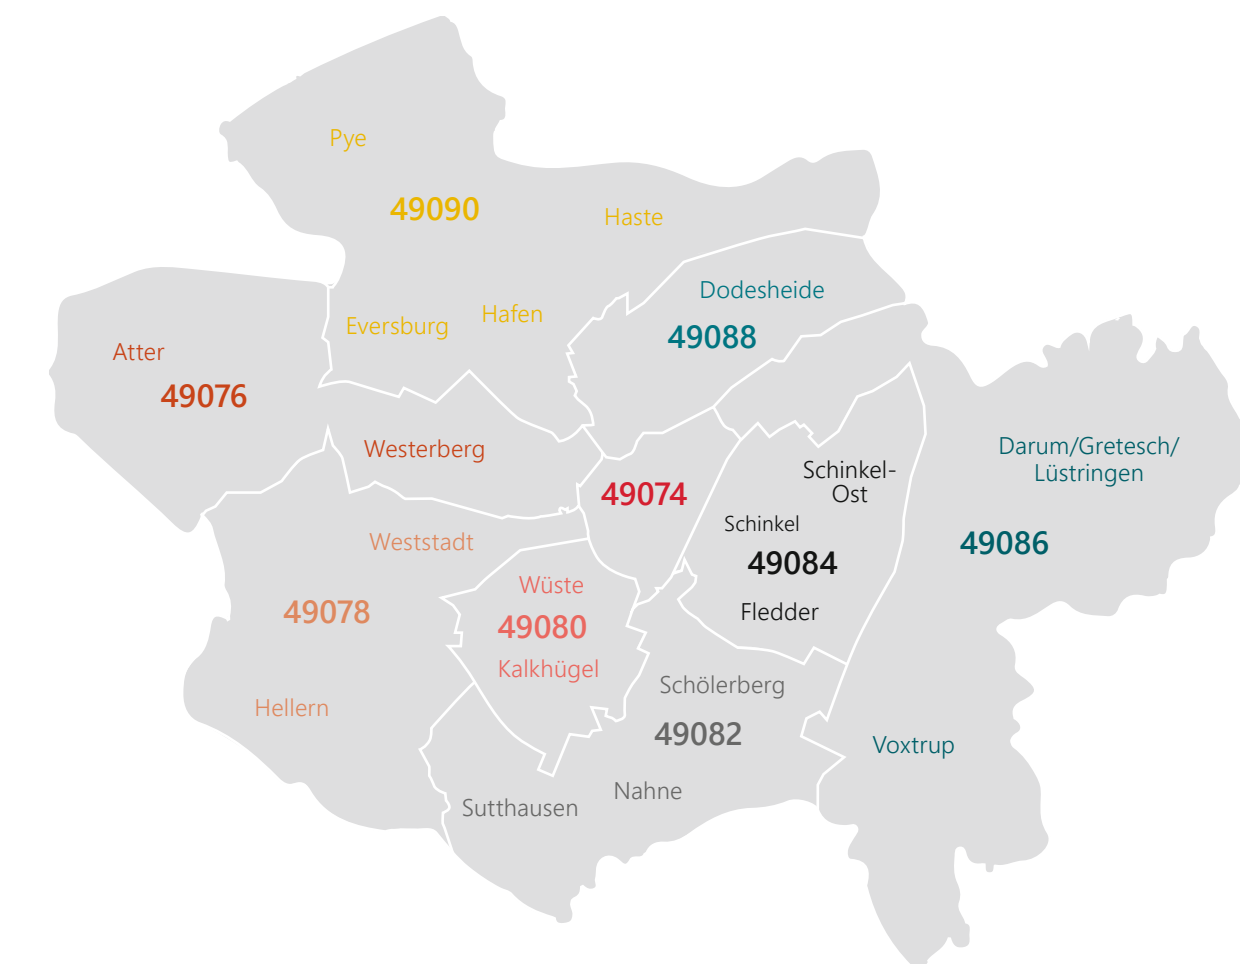 Pye
49090
Haste
Dodesheide
Hafen
Eversburg
49088
Atter
49076
Westerberg
Darum/Gretesch/
Lüstringen
Schinkel-
Ost
49074
Schinkel
Weststadt
49086
49084
Wüste
49078
Fledder
49080
Kalkhügel
Schölerberg
Hellern
49082
Voxtrup
Nahne
Sutthausen